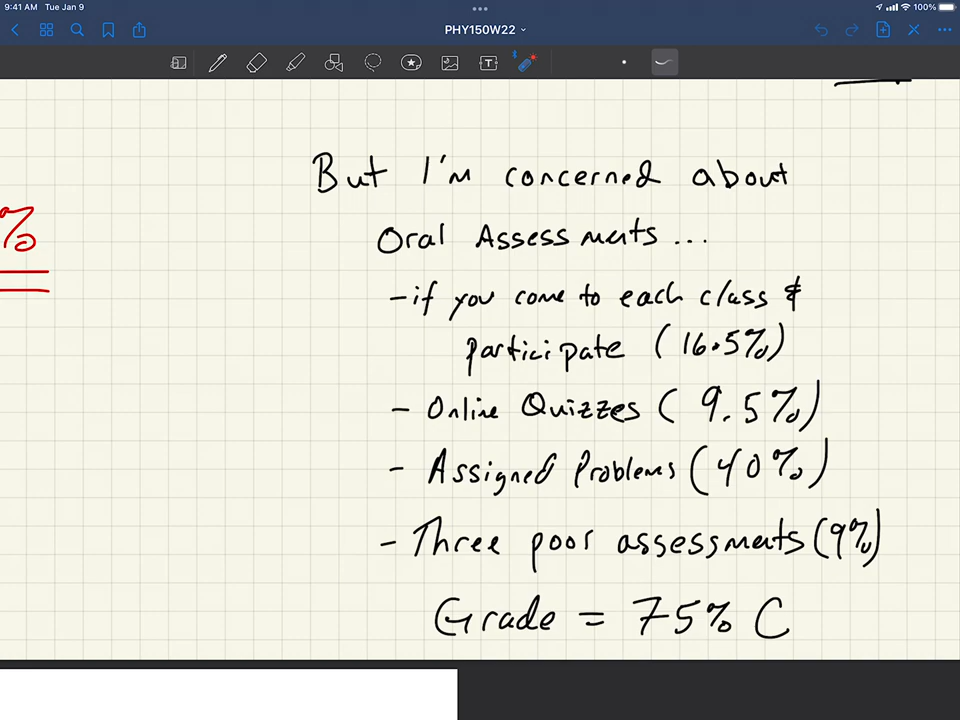 9:41 AM Tue Jan 9
100%
PHY150W22
T
%
But I'm concerned about
Oral Assessments...
- if you come to each class &
participate (16.5%)
- Online Quizzes (9.5%)
- Assigned Problems (40%)
- Three poor assessments (9%)
Grade = 75% C